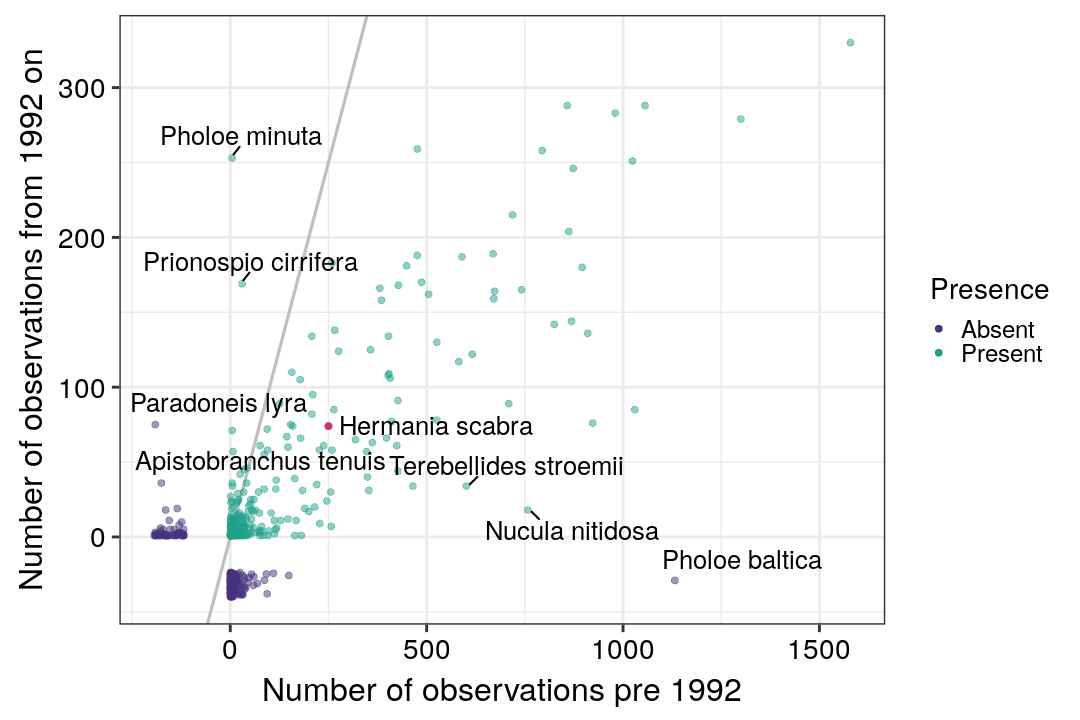 Number of observations from 1992 on
300
200
100
0
Pholoe minuta
Prionospio cirrifera
Paradoneis lyra
Hermania scabra
Apistobranchus tenuis
Terebellides stroemii
Nucula nitidosa
Pholoe baltica
0
500
1000
1500
Number of observations pre 1992
Presence
Absent
Present